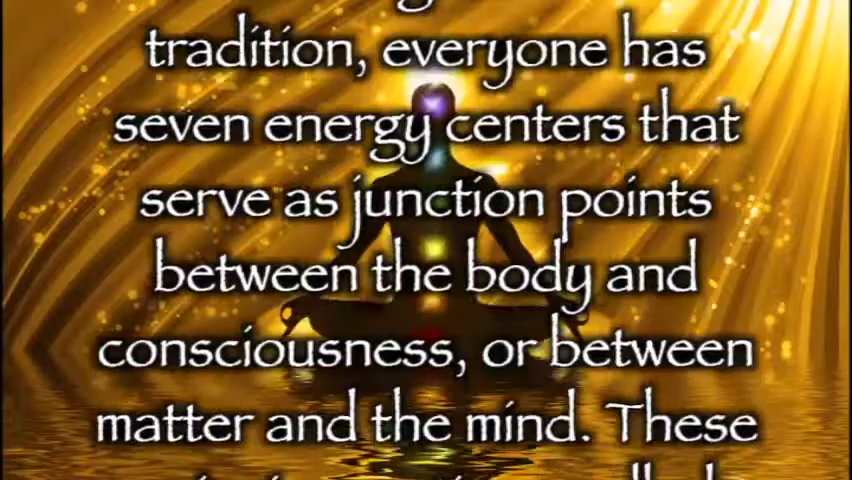 tradition, everyone has
seven energy centers that
serve as junction points
between the body and
consciousness, or between
matter and the mind. These